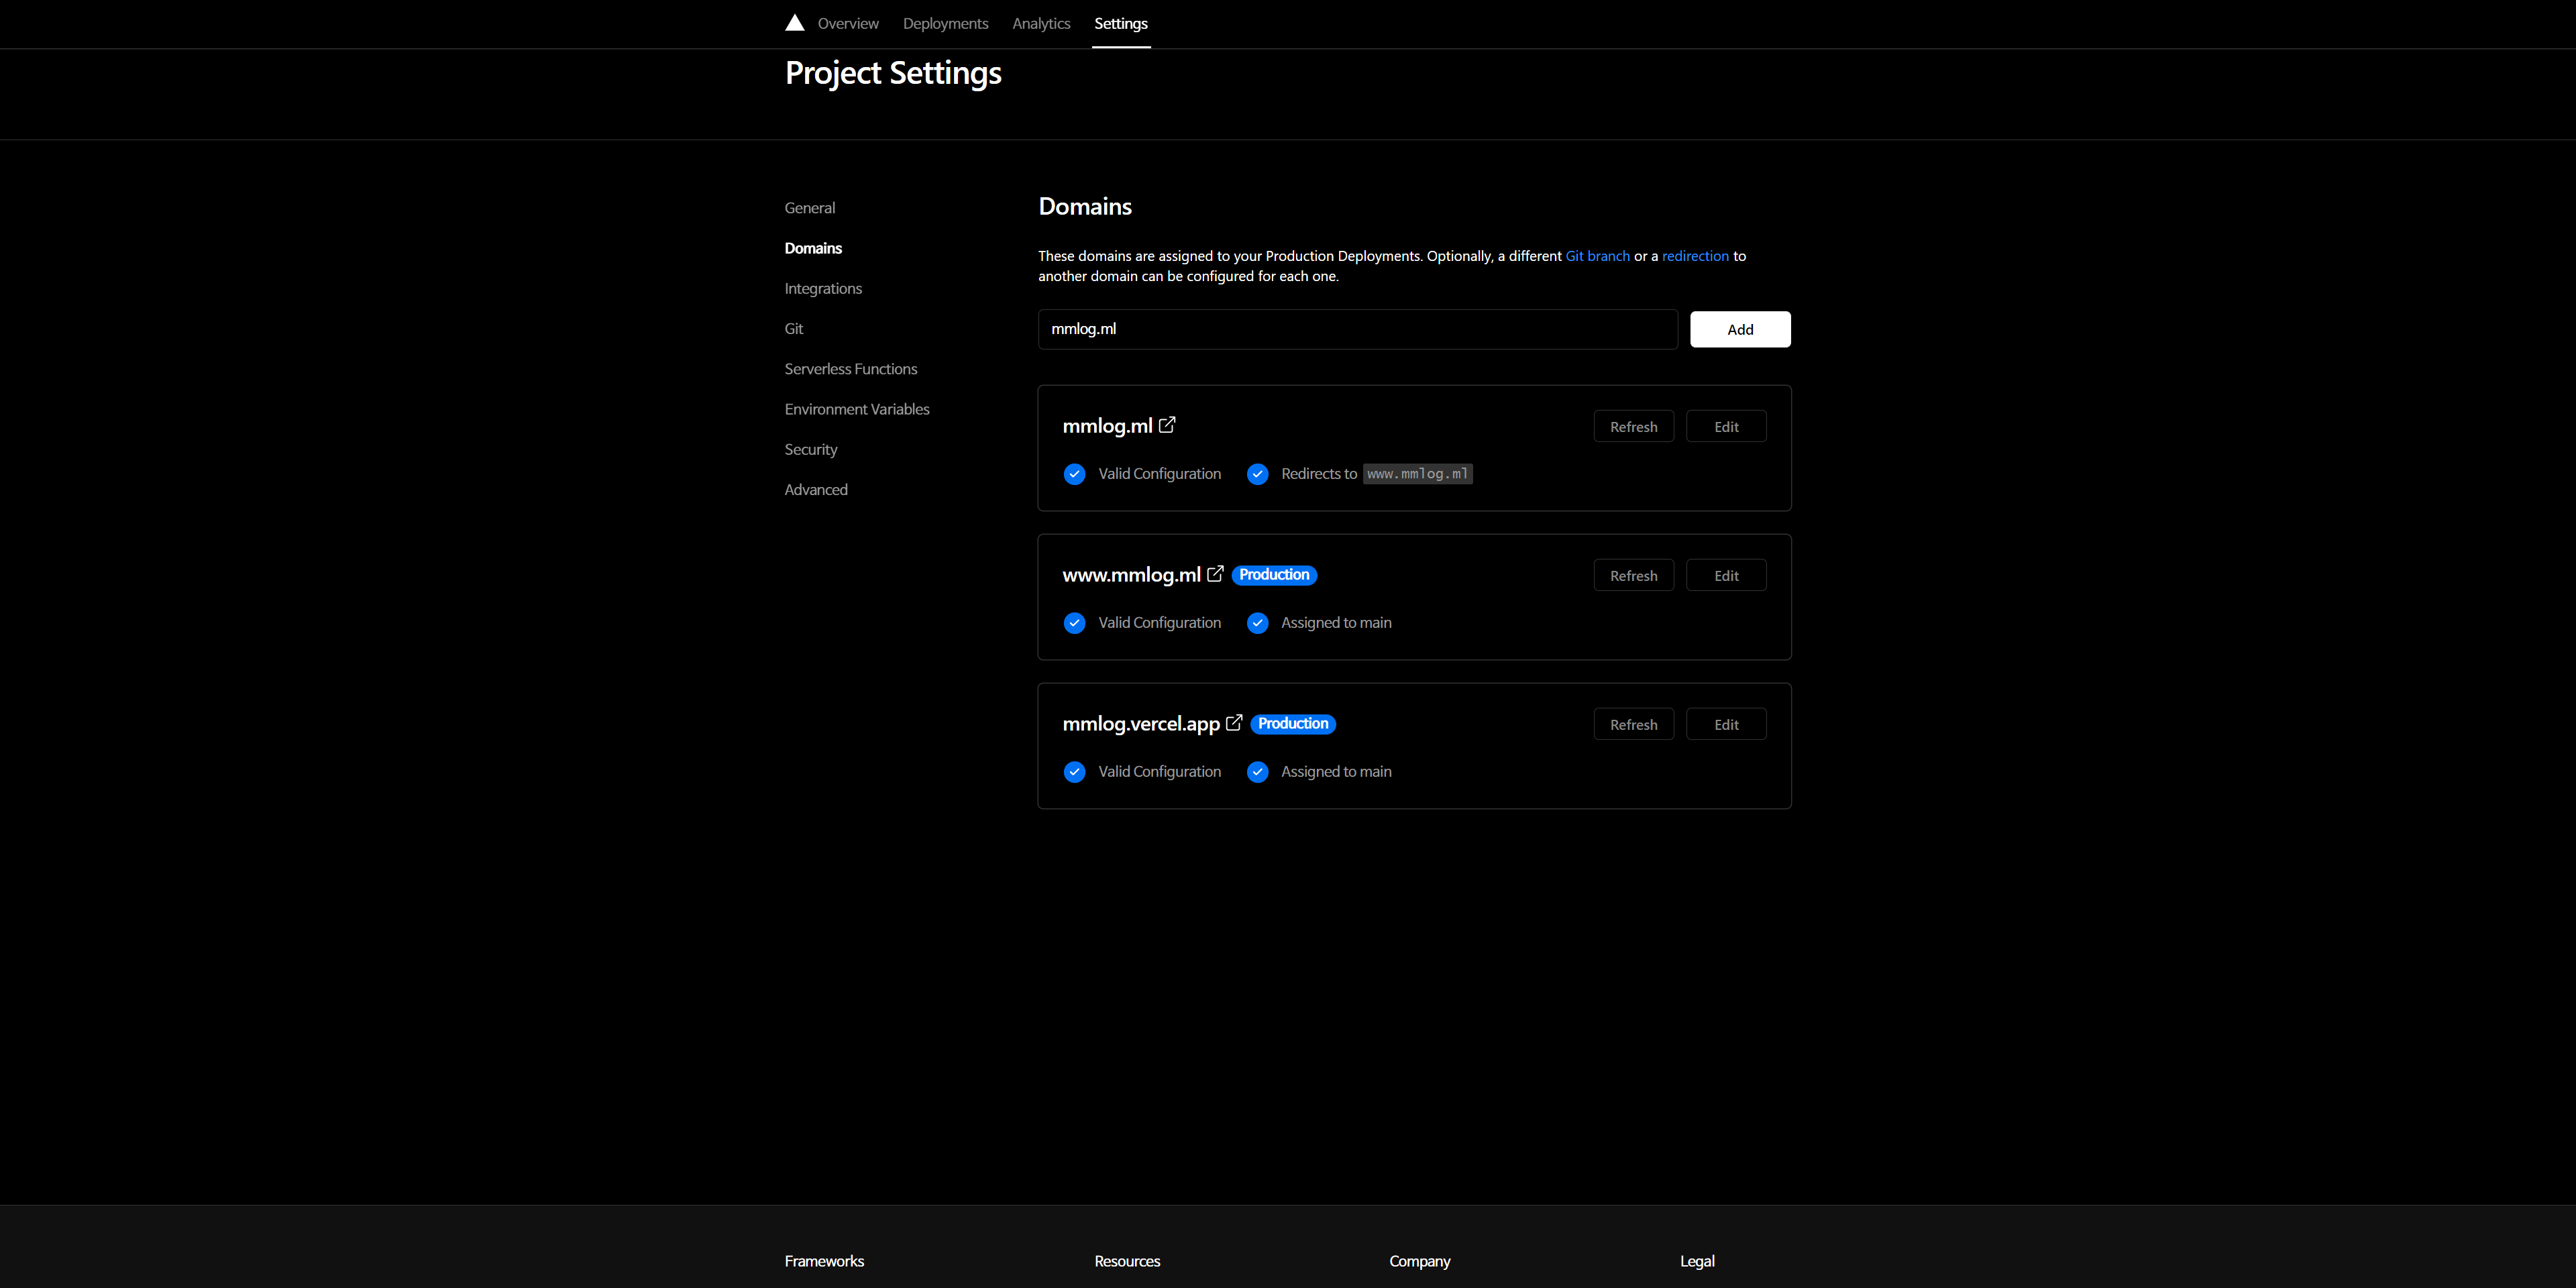 Overview Deployments Analytics Settings
Project Settings
General
Domains
Integrations
Git
Serverless Functions
Environment Variables
Security
Advanced
Domains
These domains are assigned to your Production Deployments. Optionally, a different Git branch or a redirection to
another domain can be configured for each one.
mmlog.ml Add
mmlog.ml Refresh Edit
Valid Configuration Redirects to www.mmlog.ml
www.mmlog.ml Production Refresh Edit
Valid Configuration Assigned to main
mmlog.vercel.app Production Refresh Edit
Valid Configuration Assigned to main
Frameworks Resources Company Legal